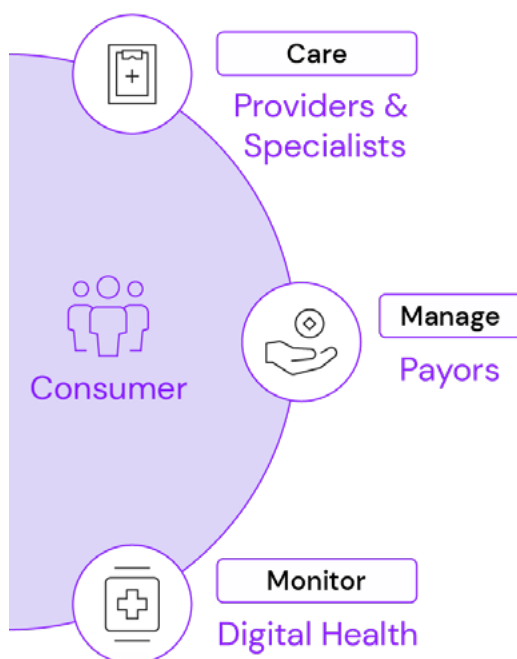 Care
Providers &
Specialists
Consumer
Manage
Payors
Monitor
Digital Health